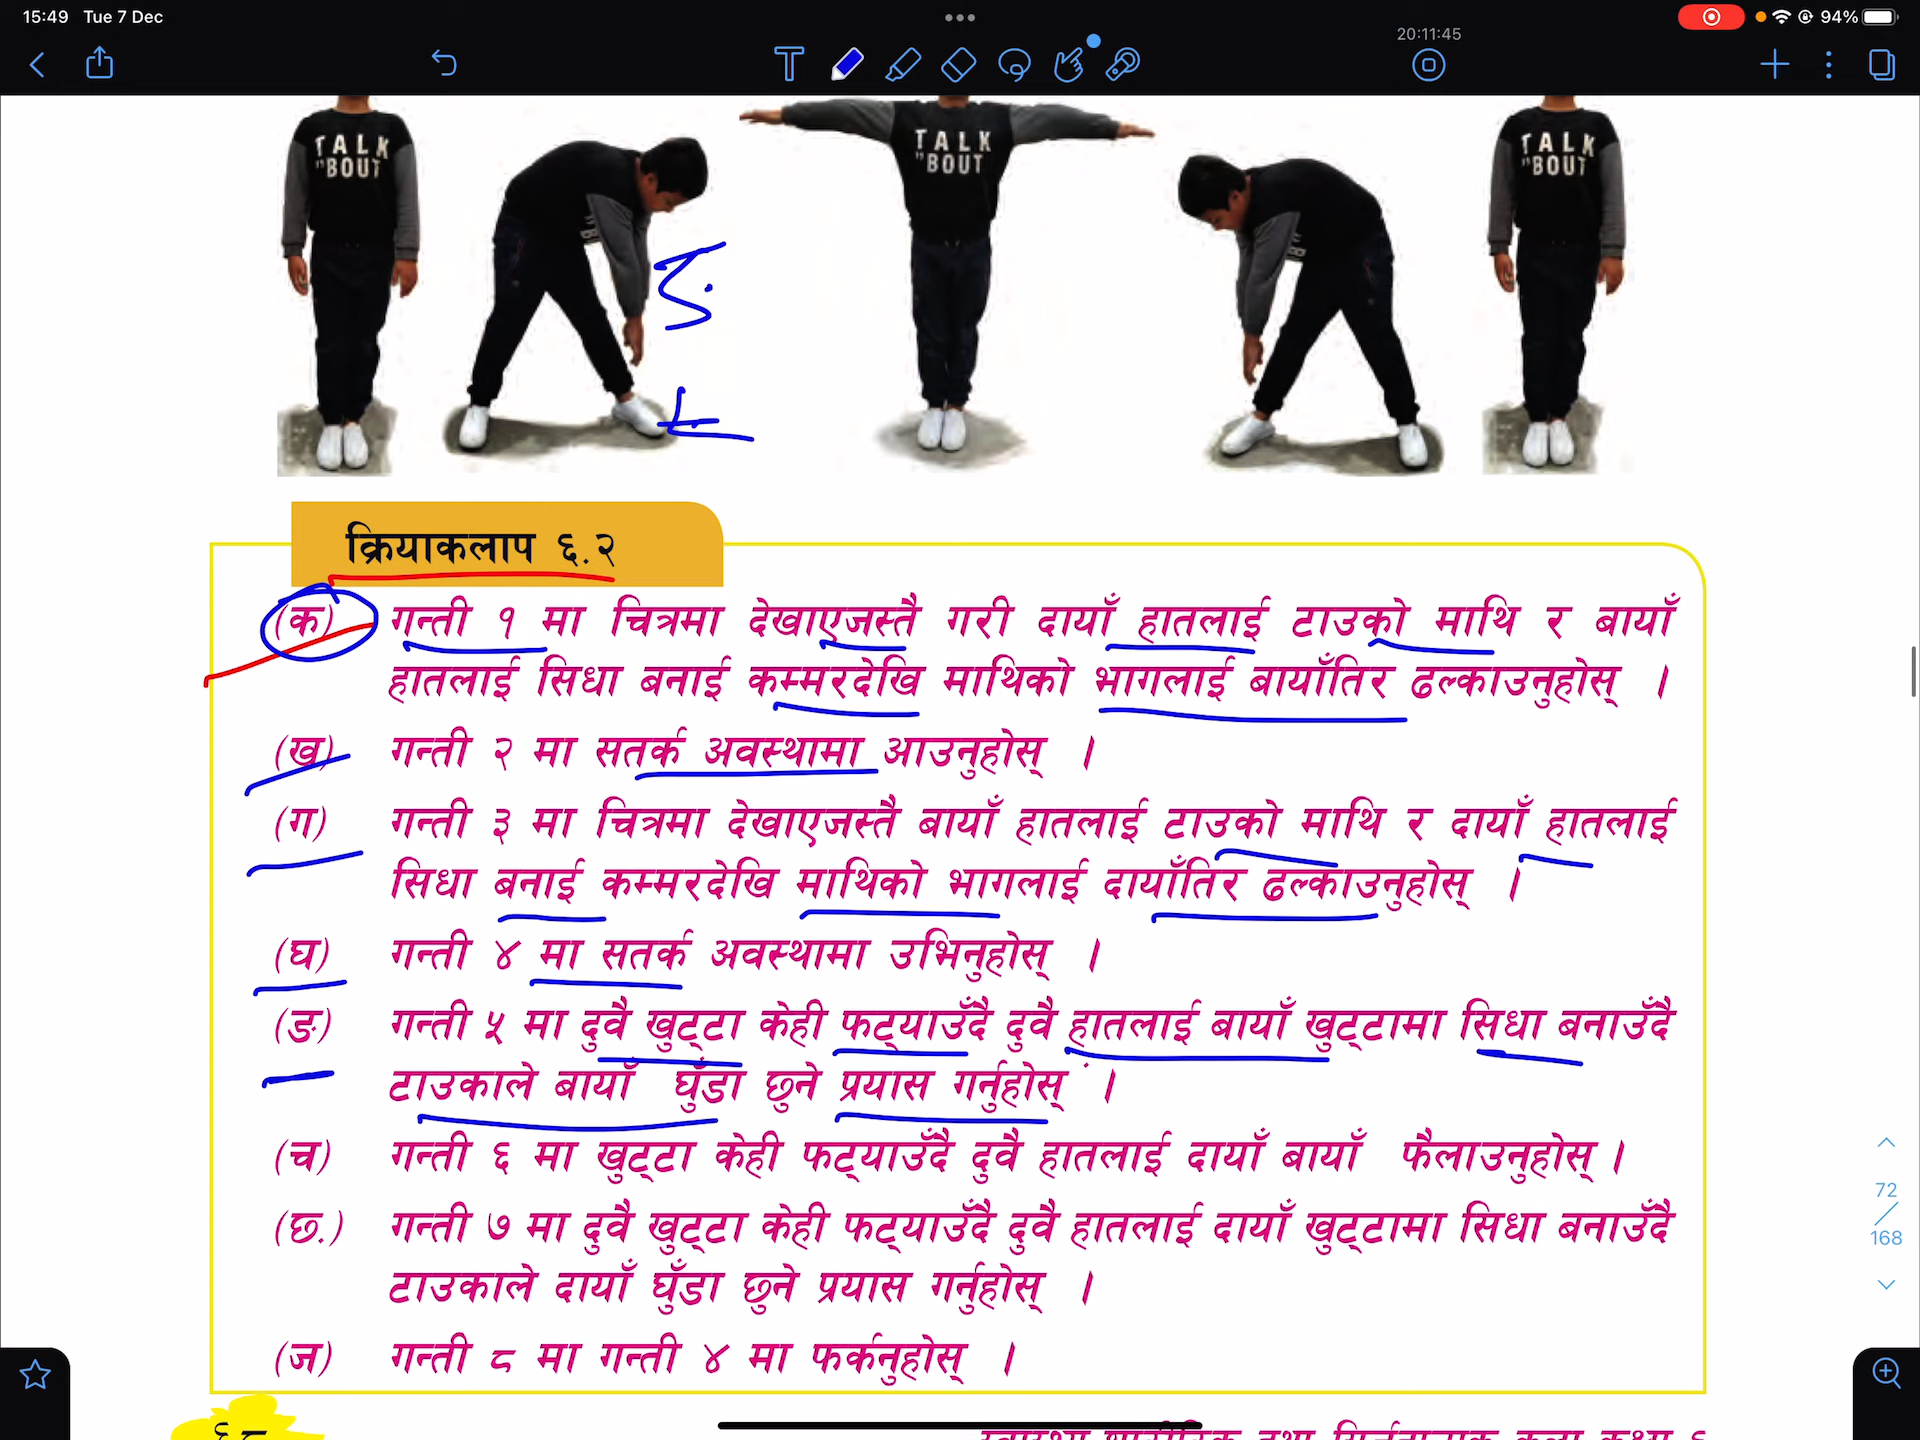 15:49 Tue 7 Dec
94%
20:11:45
TALK
"BOUT
TALK
"BOUT
TALK
"BOUT
क्रियाकलाप ६.२
(क) गन्ती १ मा चित्रमा देखाएजस्तै गरी दायाँ हातलाई टाउको माथि र बायाँ
हातलाई सिधा बनाई कम्मरदेखि माथिको भागलाई बायाँतिर ढल्काउनुहोस् ।
(ख) गन्ती २ मा सतर्क अवस्थामा आउनुहोस् ।
(ग) गन्ती ३ मा चित्रमा देखाएजस्तै बायाँ हातलाई टाउको माथि र दायाँ हातलाई
सिधा बनाई कम्मरदेखि माथिको भागलाई दायाँतिर ढल्काउनुहोस् ।
(घ) गन्ती ४ मा सतर्क अवस्थामा उभिनुहोस् ।
(ङ) गन्ती ५ मा दुवै खुट्टा केही फट्याउँदै दुवै हातलाई बायाँ खुट्टामा सिधा बनाउँदै
टाउकाले बायाँ घुँडा छुने प्रयास गर्नुहोस् ।
(च) गन्ती ६ मा खुट्टा केही फट्याउँदै दुवै हातलाई दायाँ बायाँ फैलाउनुहोस् ।
(छ.) गन्ती ७ मा दुवै खुट्टा केही फट्याउँदै दुवै हातलाई दायाँ खुट्टामा सिधा बनाउँदै
टाउकाले दायाँ घुँडा छुने प्रयास गर्नुहोस् ।
(ज) गन्ती ८ मा गन्ती ४ मा फर्कनुहोस् ।
72
168